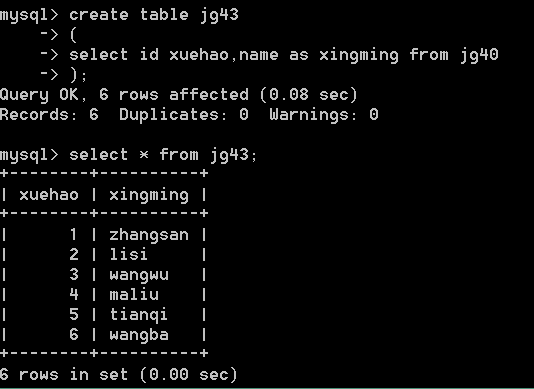 mysql> create table jg43
    -> (
    -> select id xuehao,name as xingming from jg40
    -> );
Query OK, 6 rows affected (0.08 sec)
Records: 6  Duplicates: 0  Warnings: 0

mysql> select * from jg43;
+--------+----------+
| xuehao | xingming |
+--------+----------+
|      1 | zhangsan |
|      2 | lisi     |
|      3 | wangwu   |
|      4 | maliu    |
|      5 | tianqi   |
|      6 | wangba   |
+--------+----------+
6 rows in set (0.00 sec)